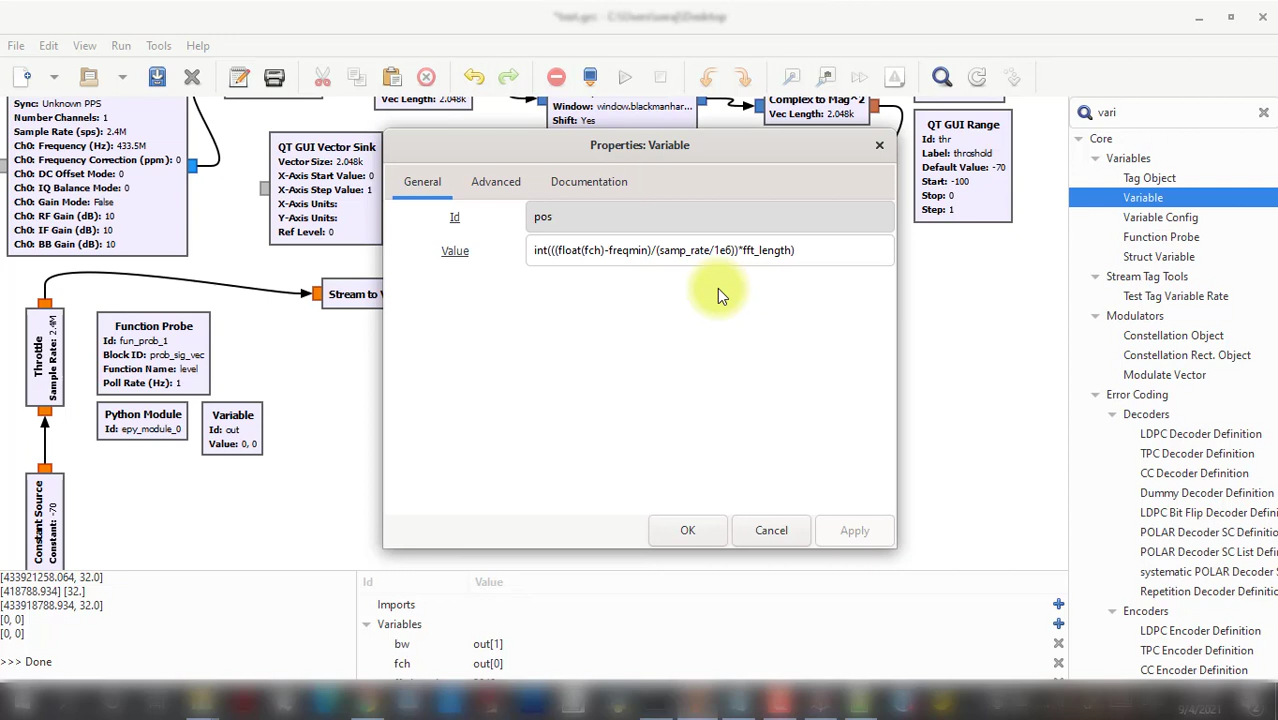 File Edit View Run Tools Help
Sync: Unknown PPS
Number Channels: 1
Sample Rate (sps): 2.4M
Ch0: Frequency (Hz): 433.5M
Ch0: Frequency Correction (ppm): 0
Ch0: DC Offset Mode: 0
Ch0: IQ Balance Mode: 0
Ch0: Gain Mode: False
Ch0: RF Gain (dB): 10
Ch0: IF Gain (dB): 10
Ch0: BB Gain (dB): 10
QT GUI Vector Sink
Vector Size: 2.048k
X-Axis Start Value: 0
X-Axis Step Value: 1
X-Axis Units:
Y-Axis Units:
Ref Level: 0
Vec Length: 2.048k
Window: window.blackmanhar...
Shift: Yes
Complex to Mag^2
Vec Length: 2.048k
QT GUI Range
Id: thr
Label: threshold
Default Value: -70
Start: -100
Stop: 0
Step: 1
Properties: Variable
General Advanced Documentation
Id pos
Value int(((float(fch)-freqmin)/(samp_rate/1e6))*fft_length)
OK Cancel Apply
Stream to V
Throttle
Sample Rate: 2.4M
Function Probe
Id: fun_prob_1
Block ID: prob_sig_vec
Function Name: level
Poll Rate (Hz): 1
Python Module
Id: epy_module_0
Variable
Id: out
Value: 0, 0
Constant Source
Constant: -70
vari
Core
Variables
Tag Object
Variable
Variable Config
Function Probe
Struct Variable
Stream Tag Tools
Test Tag Variable Rate
Modulators
Constellation Object
Constellation Rect. Object
Modulate Vector
Error Coding
Decoders
LDPC Decoder Definition
TPC Decoder Definition
CC Decoder Definition
Dummy Decoder Definition
LDPC Bit Flip Decoder Defini
POLAR Decoder SC Definitio
POLAR Decoder SC List Defi
systematic POLAR Decoder S
Repetition Decoder Definitio
Encoders
LDPC Encoder Definition
TPC Encoder Definition
CC Encoder Definition
[433921258.064, 32.0]
[418788.934] [32.]
[433918788.934, 32.0]
[0, 0]
[0, 0]
>>> Done
Id Value
Imports
Variables
bw out[1]
fch out[0]
9/4/2021